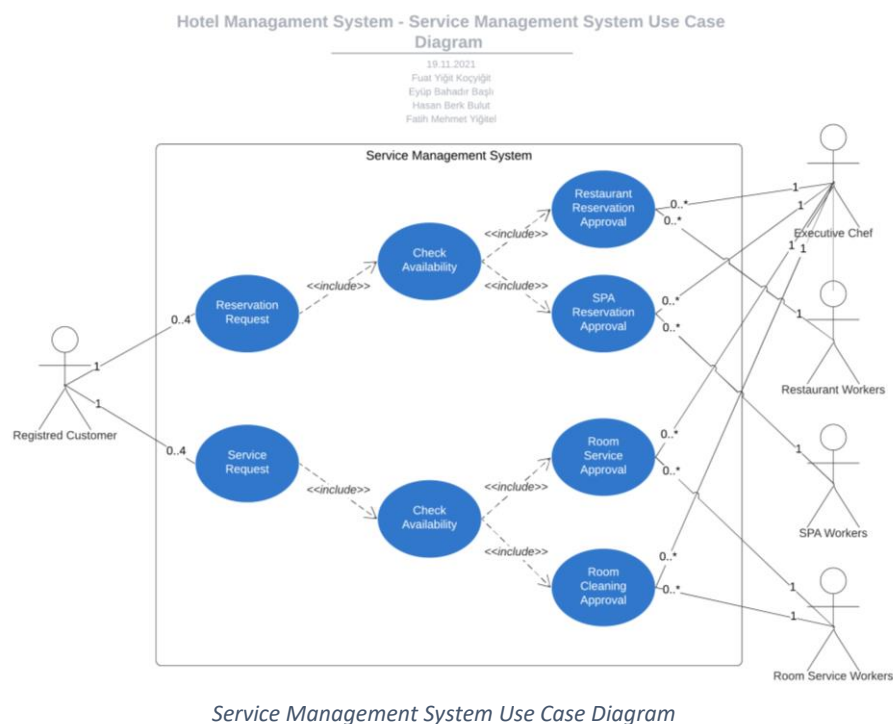 Hotel Managament System - Service Management System Use Case
Diagram
19.11.2021
Fuat Yiğit Koçyiğit
Eyüp Bahadır Başlı
Hasan Berk Bulut
Fatih Mehmet Yiğitel
Service Management System
Restaurant
Reservation
Approval
0..*
1
1
0..*
Executive Chef
1
1
Check
Availability
<<include>>
<<include>>
<<include>>
Reservation
Request
SPA
Reservation
Approval
0..*
0..*
1
0..4
1
Restaurant Workers
1
Registred Customer
0..4
Service
Request
Room
Service
Approval
0..*
0..*
1
<<include>>
<<include>>
Check
Availability
SPA Workers
<<include>>
Room
Cleaning
Approval
0..*
0..*
1
1
Room Service Workers
Service Management System Use Case Diagram